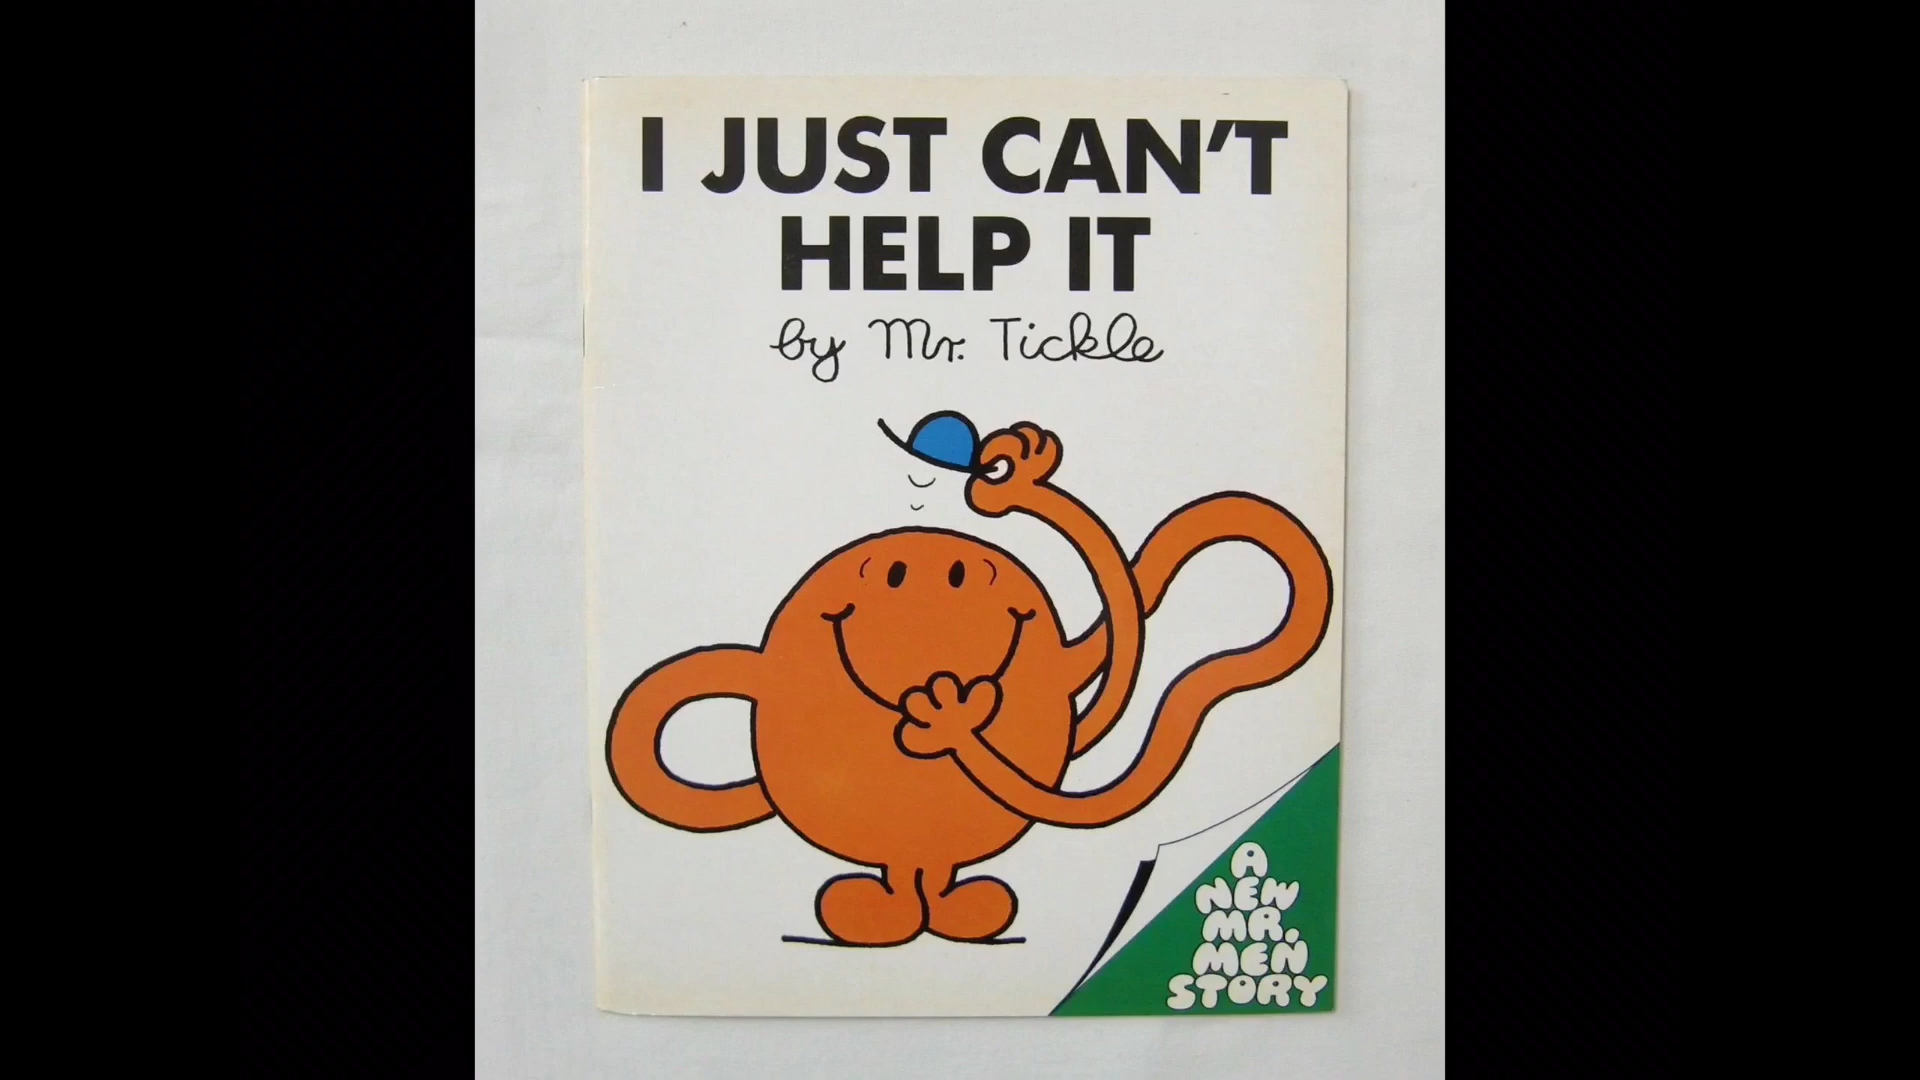 I JUST CAN'T
HELP IT
by Mr. Tickle
A
NEW
MR.
MEN
STORY